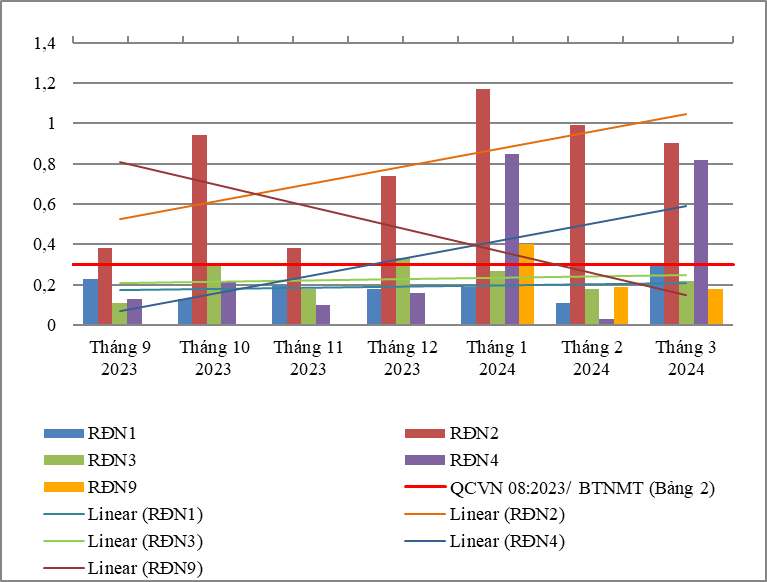 1,4
1,2
1
0,8
0,6
0,4
0,2
0
Tháng 9 Tháng 10 Tháng 11 Tháng 12 Tháng 1 Tháng 2 Tháng 3
2023 2023 2023 2023 2024 2024 2024
RĐN1 RĐN2
RĐN3 RĐN4
RĐN9 QCVN 08:2023/ BTNMT (Bảng 2)
Linear (RĐN1) Linear (RĐN2)
Linear (RĐN3) Linear (RĐN4)
Linear (RĐN9)